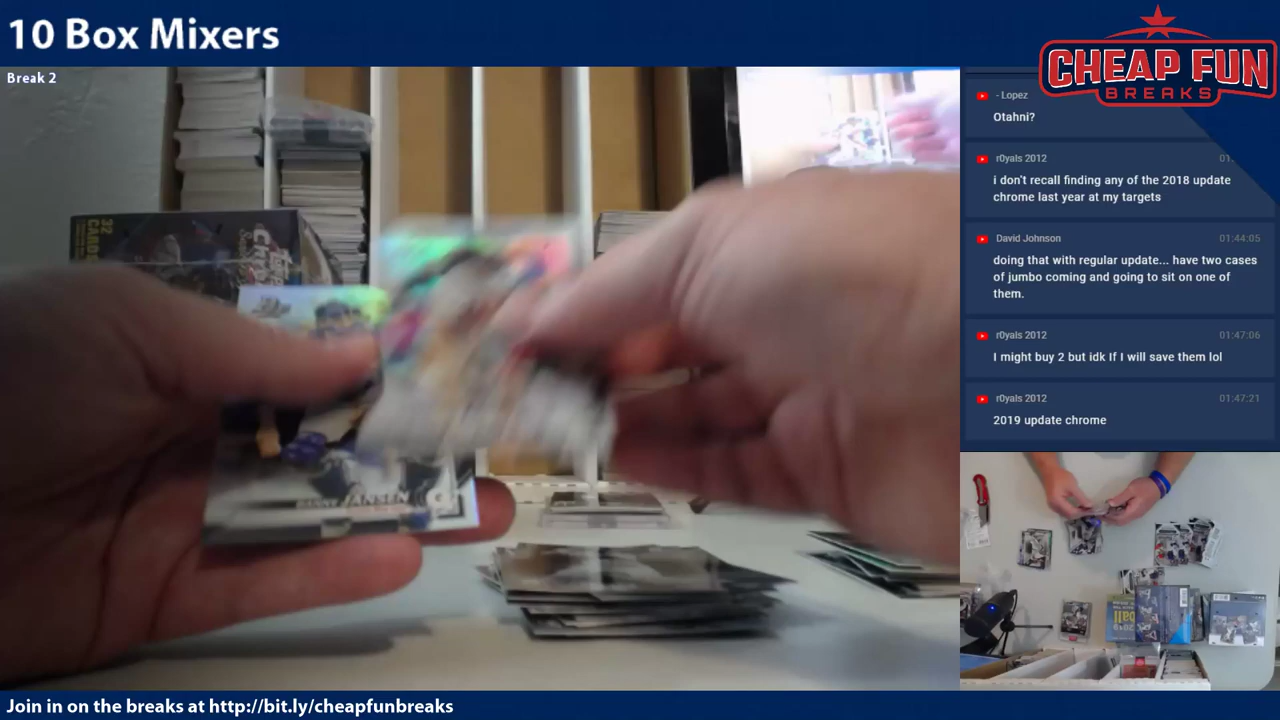 10 Box Mixers
Break 2
CHEAP FUN
BREAKS
- Lopez
Otahni?
r0yals 2012
i don't recall finding any of the 2018 update
chrome last year at my targets
David Johnson
01:44:05
doing that with regular update... have two cases
of jumbo coming and going to sit on one of
them.
r0yals 2012
01:47:06
I might buy 2 but idk If I will save them lol
r0yals 2012
01:47:21
2019 update chrome
32
CARDS
JANSEN
Join in on the breaks at http://bit.ly/cheapfunbreaks